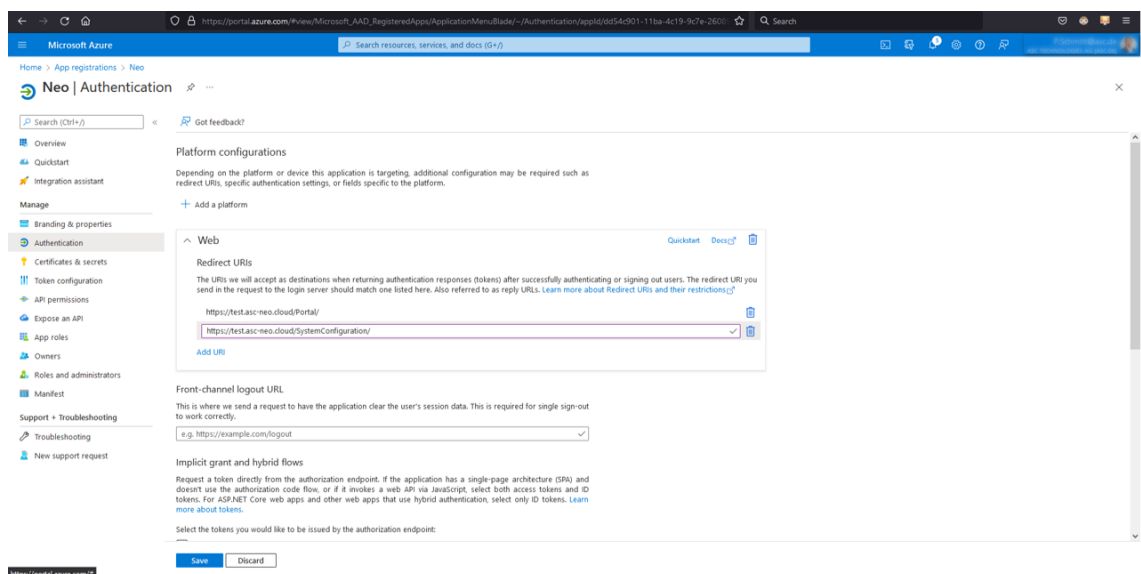 https://portal.azure.com/#view/Microsoft_AAD_RegisteredApps/ApplicationMenuBlade/~/Authentication/appId/dd54c901-11ba-4c19-9c7e-2600
Search
Microsoft Azure
Search resources, services, and docs (G+/)
Home > App registrations > Neo
Neo | Authentication
Search (Ctrl+/)
Got feedback?
Overview
Quickstart
Integration assistant
Manage
Branding & properties
Authentication
Certificates & secrets
Token configuration
API permissions
Expose an API
App roles
Owners
Roles and administrators
Manifest
Support + Troubleshooting
Troubleshooting
New support request
Platform configurations
Depending on the platform or device this application is targeting, additional configuration may be required such as
redirect URIs, specific authentication settings, or fields specific to the platform.
+ Add a platform
Web
Quickstart Docs
Redirect URIs
The URIs we will accept as destinations when returning authentication responses (tokens) after successfully authenticating or signing out users. The redirect URI you
send in the request to the login server should match one listed here. Also referred to as reply URLs. Learn more about Redirect URIs and their restrictions
https://test.asc-neo.cloud/Portal/
https://test.asc-neo.cloud/SystemConfiguration/
Add URI
Front-channel logout URL
This is where we send a request to have the application clear the user's session data. This is required for single sign-out
to work correctly.
e.g. https://example.com/logout
Implicit grant and hybrid flows
Request a token directly from the authorization endpoint. If the application has a single-page architecture (SPA) and
doesn't use the authorization code flow, or if it invokes a web API via JavaScript, select both access tokens and ID
tokens. For ASP.NET Core web apps and other web apps that use hybrid authentication, select only ID tokens. Learn
more about tokens.
Select the tokens you would like to be issued by the authorization endpoint:
Save
Discard